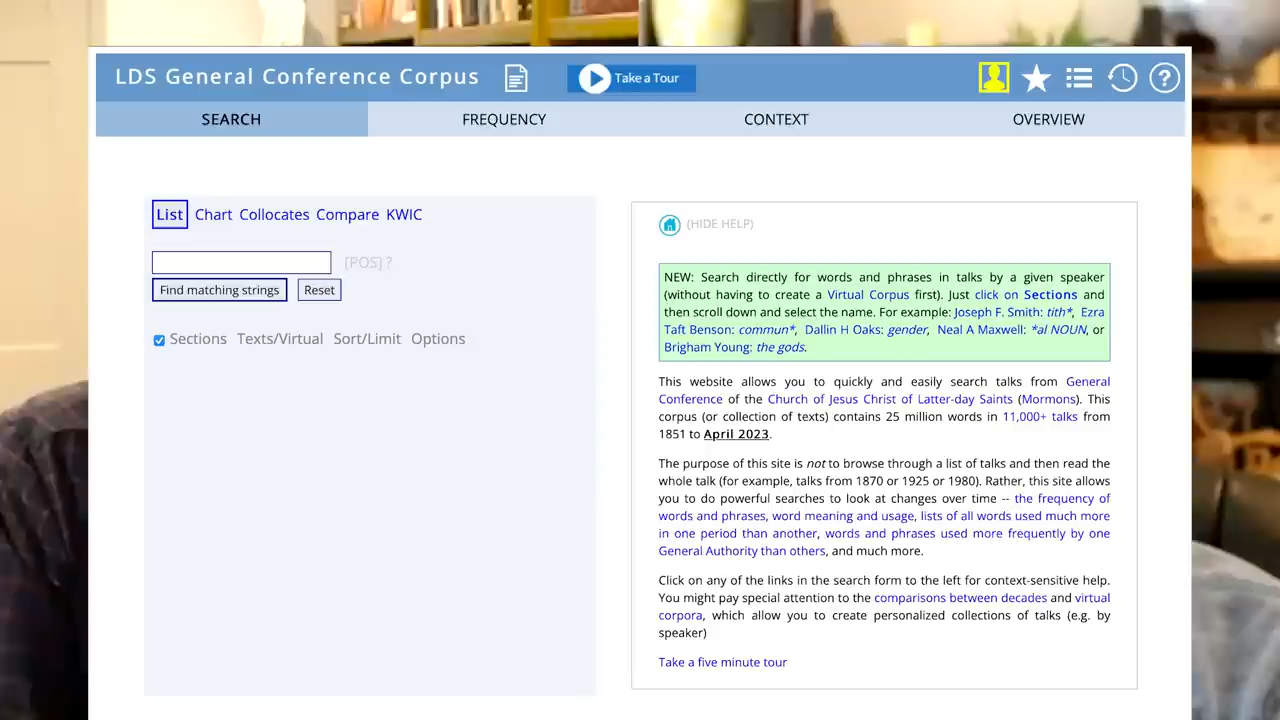 LDS General Conference Corpus
Take a Tour
SEARCH
FREQUENCY
CONTEXT
OVERVIEW
List Chart Collocates Compare KWIC
[POS] ?
Find matching strings
Reset
Sections Texts/Virtual Sort/Limit Options
(HIDE HELP)
NEW: Search directly for words and phrases in talks by a given speaker
(without having to create a Virtual Corpus first). Just click on Sections and
then scroll down and select the name. For example: Joseph F. Smith: tith*, Ezra
Taft Benson: commun*, Dallin H Oaks: gender, Neal A Maxwell: *al NOUN, or
Brigham Young: the gods.
This website allows you to quickly and easily search talks from General
Conference of the Church of Jesus Christ of Latter-day Saints (Mormons). This
corpus (or collection of texts) contains 25 million words in 11,000+ talks from
1851 to April 2023.
The purpose of this site is not to browse through a list of talks and then read the
whole talk (for example, talks from 1870 or 1925 or 1980). Rather, this site allows
you to do powerful searches to look at changes over time -- the frequency of
words and phrases, word meaning and usage, lists of all words used much more
in one period than another, words and phrases used more frequently by one
General Authority than others, and much more.
Click on any of the links in the search form to the left for context-sensitive help.
You might pay special attention to the comparisons between decades and virtual
corpora, which allow you to create personalized collections of talks (e.g. by
speaker)
Take a five minute tour